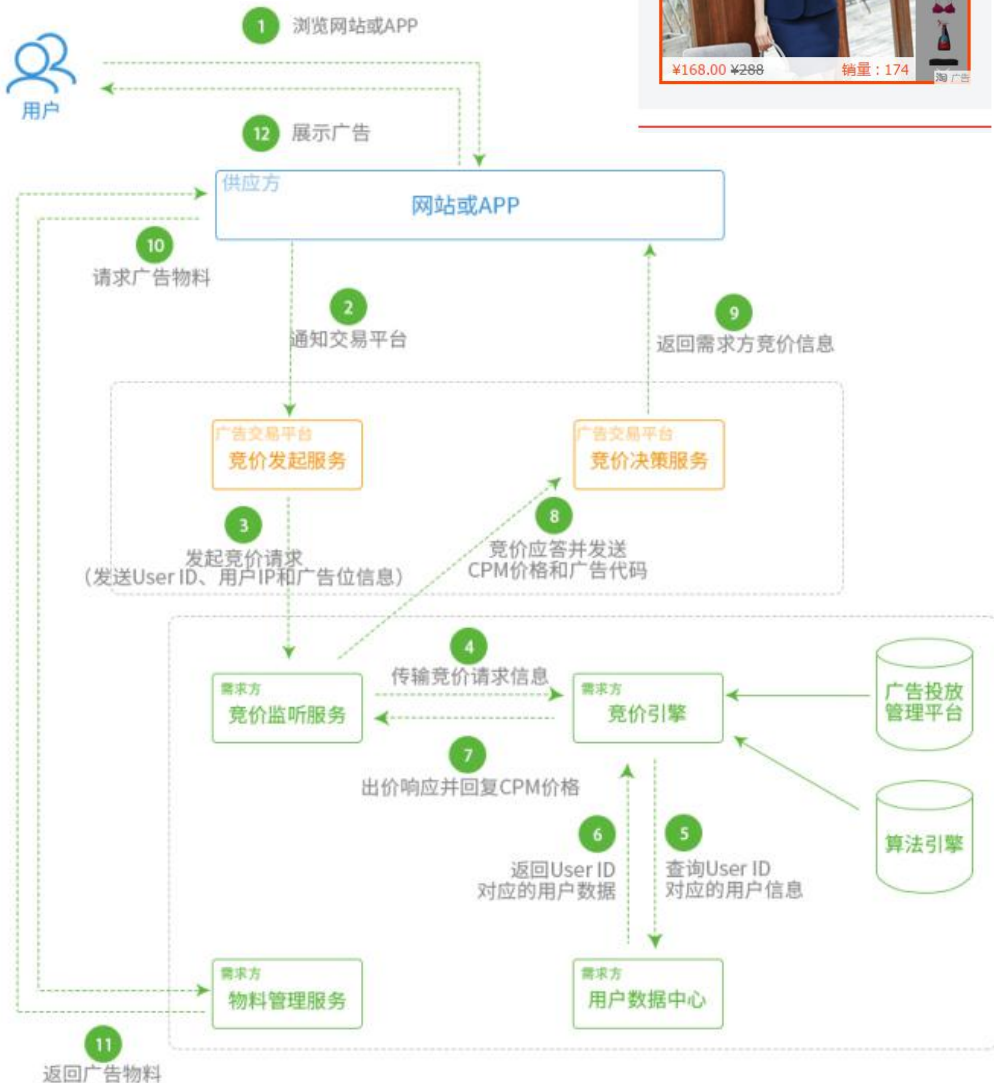 1 浏览网站或APP
¥168.00 ¥288 销量：174
淘 广告
用户
12 展示广告
供应方
网站或APP
10
请求广告物料
2
通知交易平台
9
返回需求方竞价信息
广告交易平台
竞价发起服务
广告交易平台
竞价决策服务
3
发起竞价请求
（发送User ID、用户IP和广告位信息）
8
竞价应答并发送
CPM价格和广告代码
4
传输竞价请求信息
需求方
竞价监听服务
需求方
竞价引擎
广告投放
管理平台
7
出价响应并回复CPM价格
算法引擎
6
返回User ID
对应的用户数据
5
查询User ID
对应的用户信息
需求方
物料管理服务
需求方
用户数据中心
11
返回广告物料